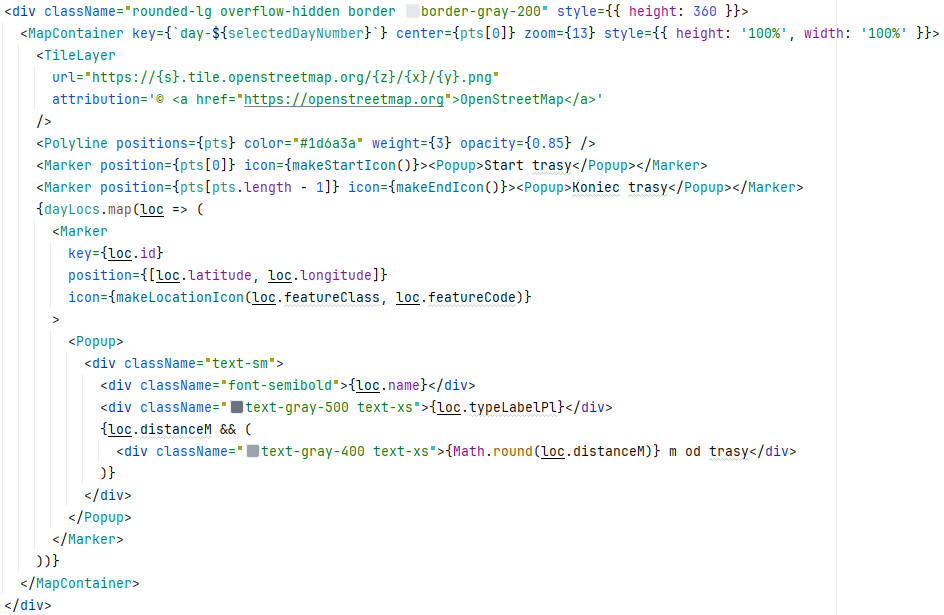 <div className="rounded-lg overflow-hidden border border-gray-200" style={{ height: 360 }}>
<MapContainer key={`day-${selectedDayNumber}`} center={pts[0]} zoom={13} style={{ height: '100%', width: '100%' }}>
<TileLayer
url="https://{s}.tile.openstreetmap.org/{z}/{x}/{y}.png"
attribution='© <a href="https://openstreetmap.org">OpenStreetMap</a>'
/>
<Polyline positions={pts} color="#1d6a3a" weight={3} opacity={0.85} />
<Marker position={pts[0]} icon={makeStartIcon()}><Popup>Start trasy</Popup></Marker>
<Marker position={pts[pts.length - 1]} icon={makeEndIcon()}><Popup>Koniec trasy</Popup></Marker>
{dayLocs.map(loc => (
<Marker
key={loc.id}
position={[loc.latitude, loc.longitude]}
icon={makeLocationIcon(loc.featureClass, loc.featureCode)}
>
<Popup>
<div className="text-sm">
<div className="font-semibold">{loc.name}</div>
<div className="text-gray-500 text-xs">{loc.typeLabelPl}</div>
{loc.distanceM && (
<div className="text-gray-400 text-xs">{Math.round(loc.distanceM)} m od trasy</div>
)}
</div>
</Popup>
</Marker>
))}
</MapContainer>
</div>